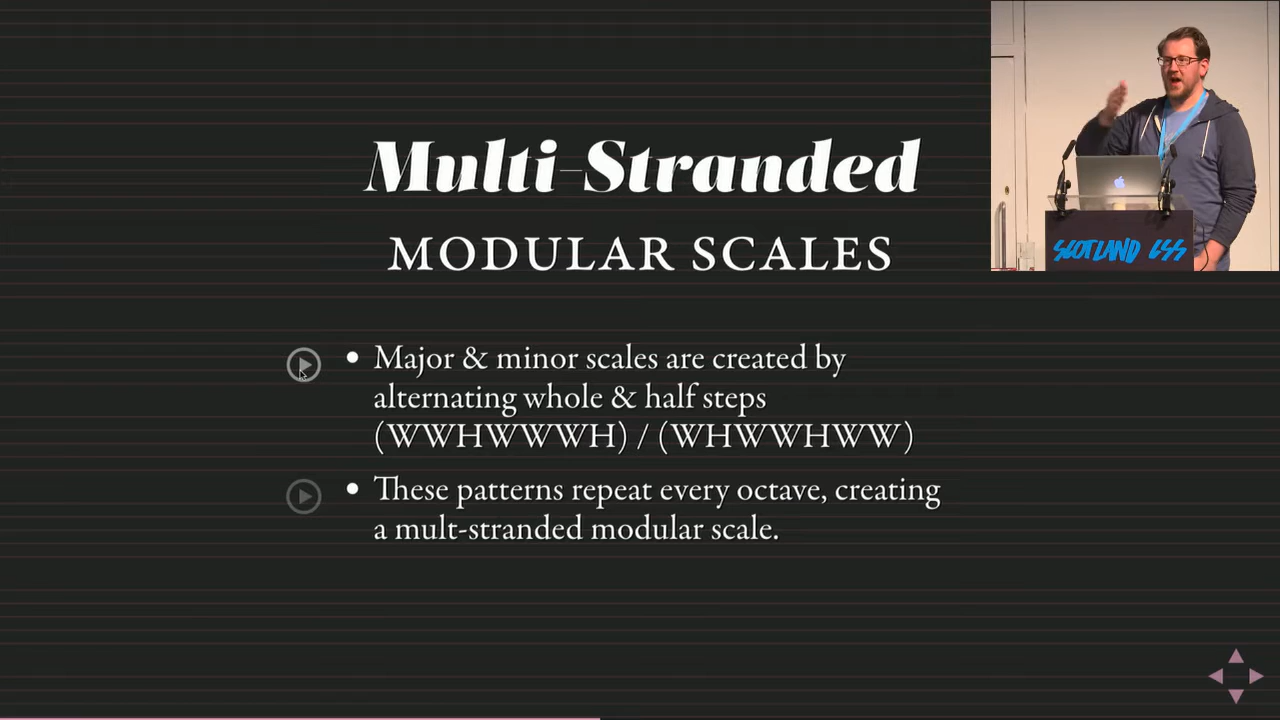 Multi-Stranded
MODULAR SCALES
• Major & minor scales are created by
alternating whole & half steps
(WWHWWWH) / (WHWWHWW)
• These patterns repeat every octave, creating
a mult-stranded modular scale.
SCOTLAND CSS